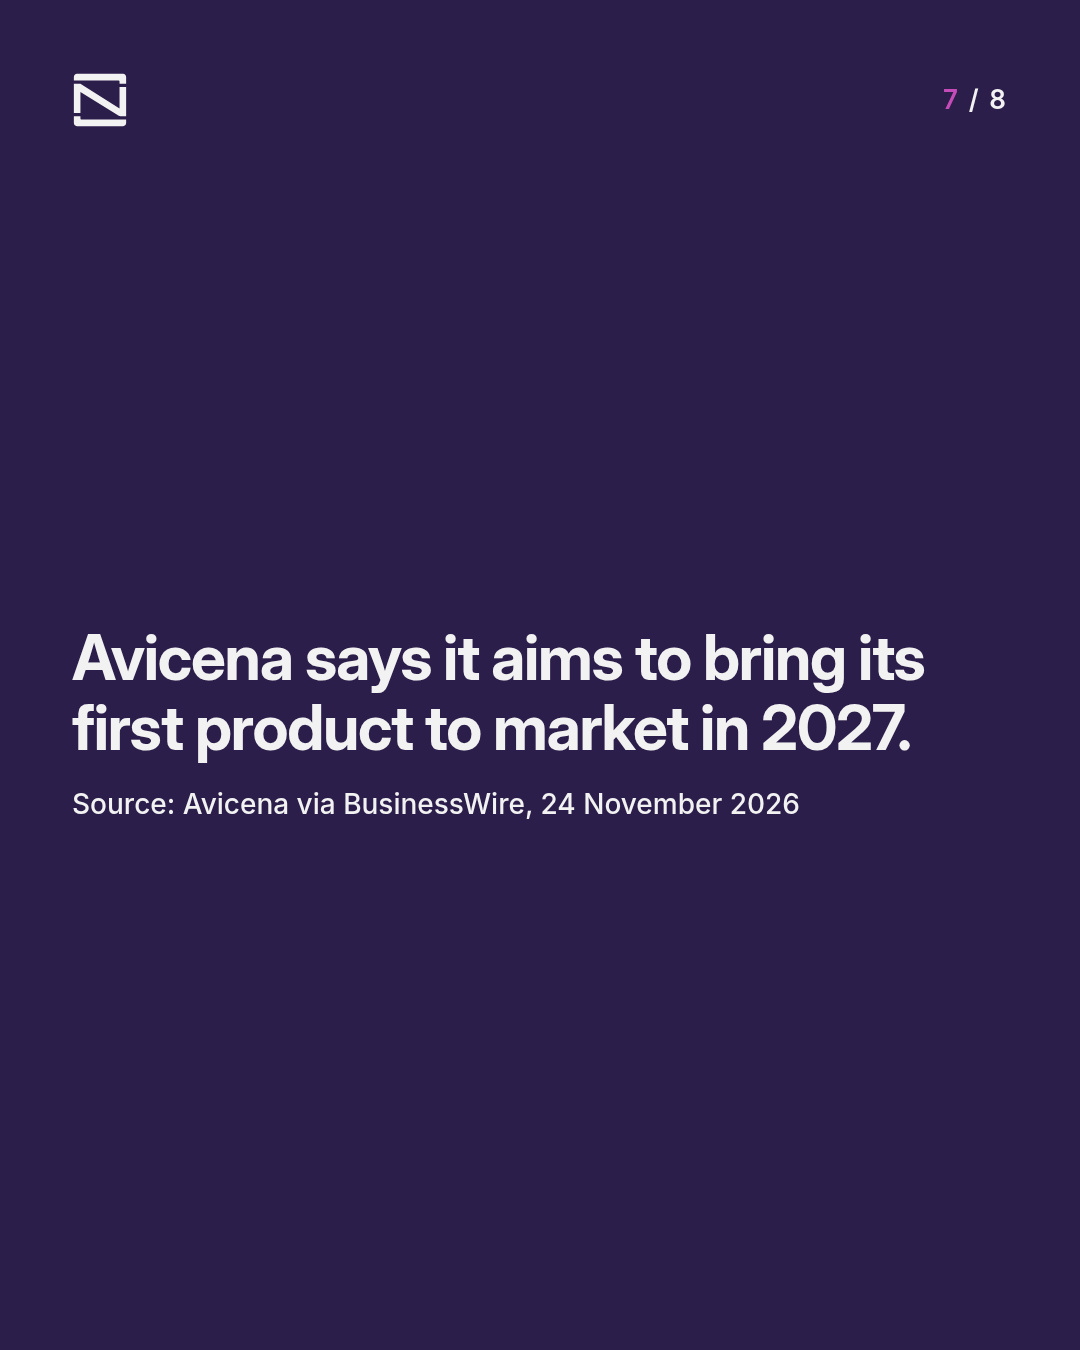 7 / 8
Avicena says it aims to bring its
first product to market in 2027.
Source: Avicena via BusinessWire, 24 November 2026